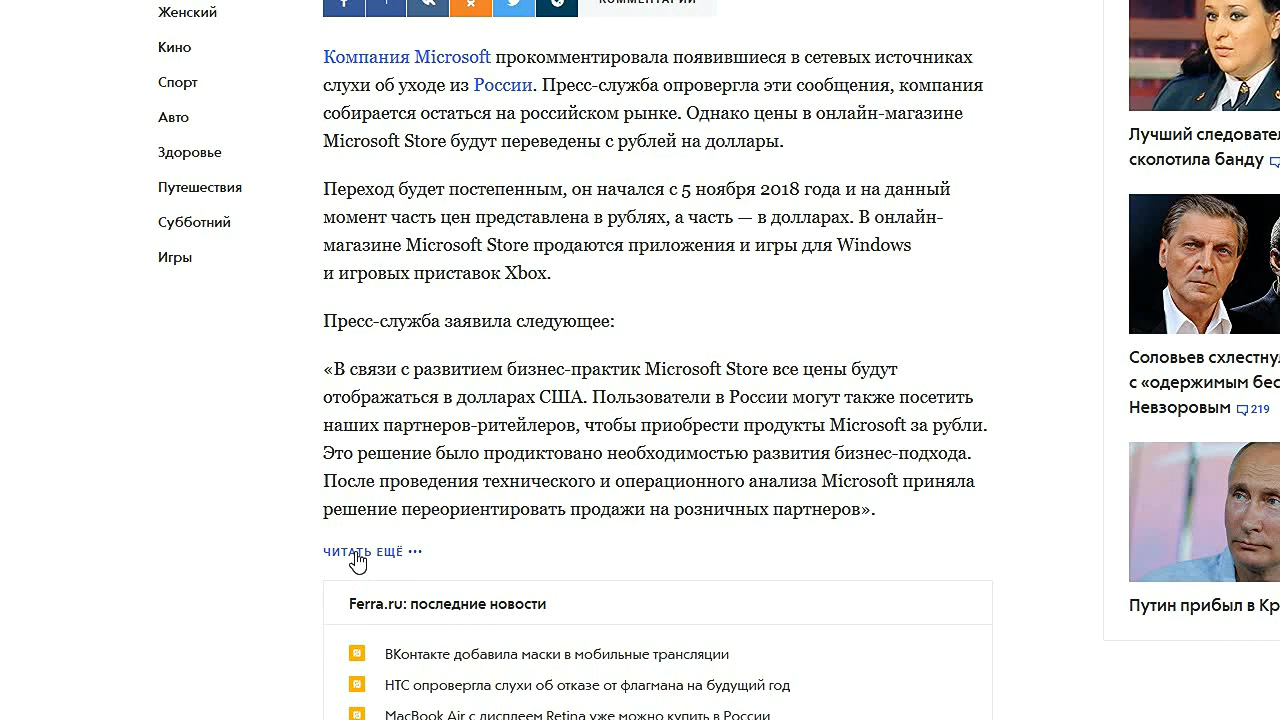 Женский
Кино
Спорт
Авто
Здоровье
Путешествия
Субботний
Игры
КОММЕНТАРИИ
Компания Microsoft прокомментировала появившиеся в сетевых источниках
слухи об уходе из России. Пресс-служба опровергла эти сообщения, компания
собирается остаться на российском рынке. Однако цены в онлайн-магазине
Microsoft Store будут переведены с рублей на доллары.
Переход будет постепенным, он начался с 5 ноября 2018 года и на данный
момент часть цен представлена в рублях, а часть — в долларах. В онлайн-
магазине Microsoft Store продаются приложения и игры для Windows
и игровых приставок Xbox.
Пресс-служба заявила следующее:
«В связи с развитием бизнес-практик Microsoft Store все цены будут
отображаться в долларах США. Пользователи в России могут также посетить
наших партнеров-ритейлеров, чтобы приобрести продукты Microsoft за рубли.
Это решение было продиктовано необходимостью развития бизнес-подхода.
После проведения технического и операционного анализа Microsoft приняла
решение переориентировать продажи на розничных партнеров».
ЧИТАТЬ ЕЩЁ •••
Ferra.ru: последние новости
ВКонтакте добавила маски в мобильные трансляции
HTC опровергла слухи об отказе от флагмана на будущий год
MacBook Air с дисплеем Retina уже можно купить в России
Лучший следовател
сколотила банду
Соловьев схлестну
с «одержимым бес
Невзоровым 219
Путин прибыл в Кр